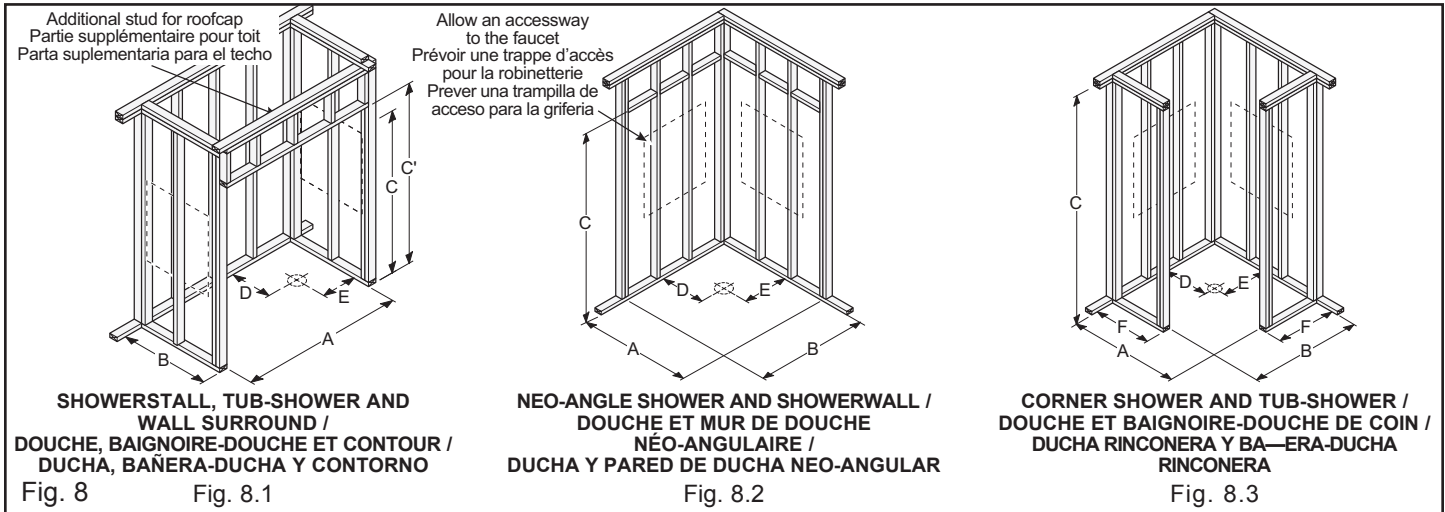 Additional stud for roofcap
Partie supplémentaire pour toit
Parta suplementaria para el techo
C'
C
D
E
A
B
SHOWERSTALL, TUB-SHOWER AND
WALL SURROUND /
DOUCHE, BAIGNOIRE-DOUCHE ET CONTOUR /
DUCHA, BAÑERA-DUCHA Y CONTORNO
Fig. 8
Fig. 8.1
Allow an accessway
to the faucet
Prévoir une trappe d'accès
pour la robinetterie
Prever una trampilla de
acceso para la griferia
C
D
E
A
B
NEO-ANGLE SHOWER AND SHOWERWALL /
DOUCHE ET MUR DE DOUCHE
NÉO-ANGULAIRE /
DUCHA Y PARED DE DUCHA NEO-ANGULAR
Fig. 8.2
C
D
E
F
F
A
B
CORNER SHOWER AND TUB-SHOWER /
DOUCHE ET BAIGNOIRE-DOUCHE DE COIN /
DUCHA RINCONERA Y BA—ERA-DUCHA
RINCONERA
Fig. 8.3